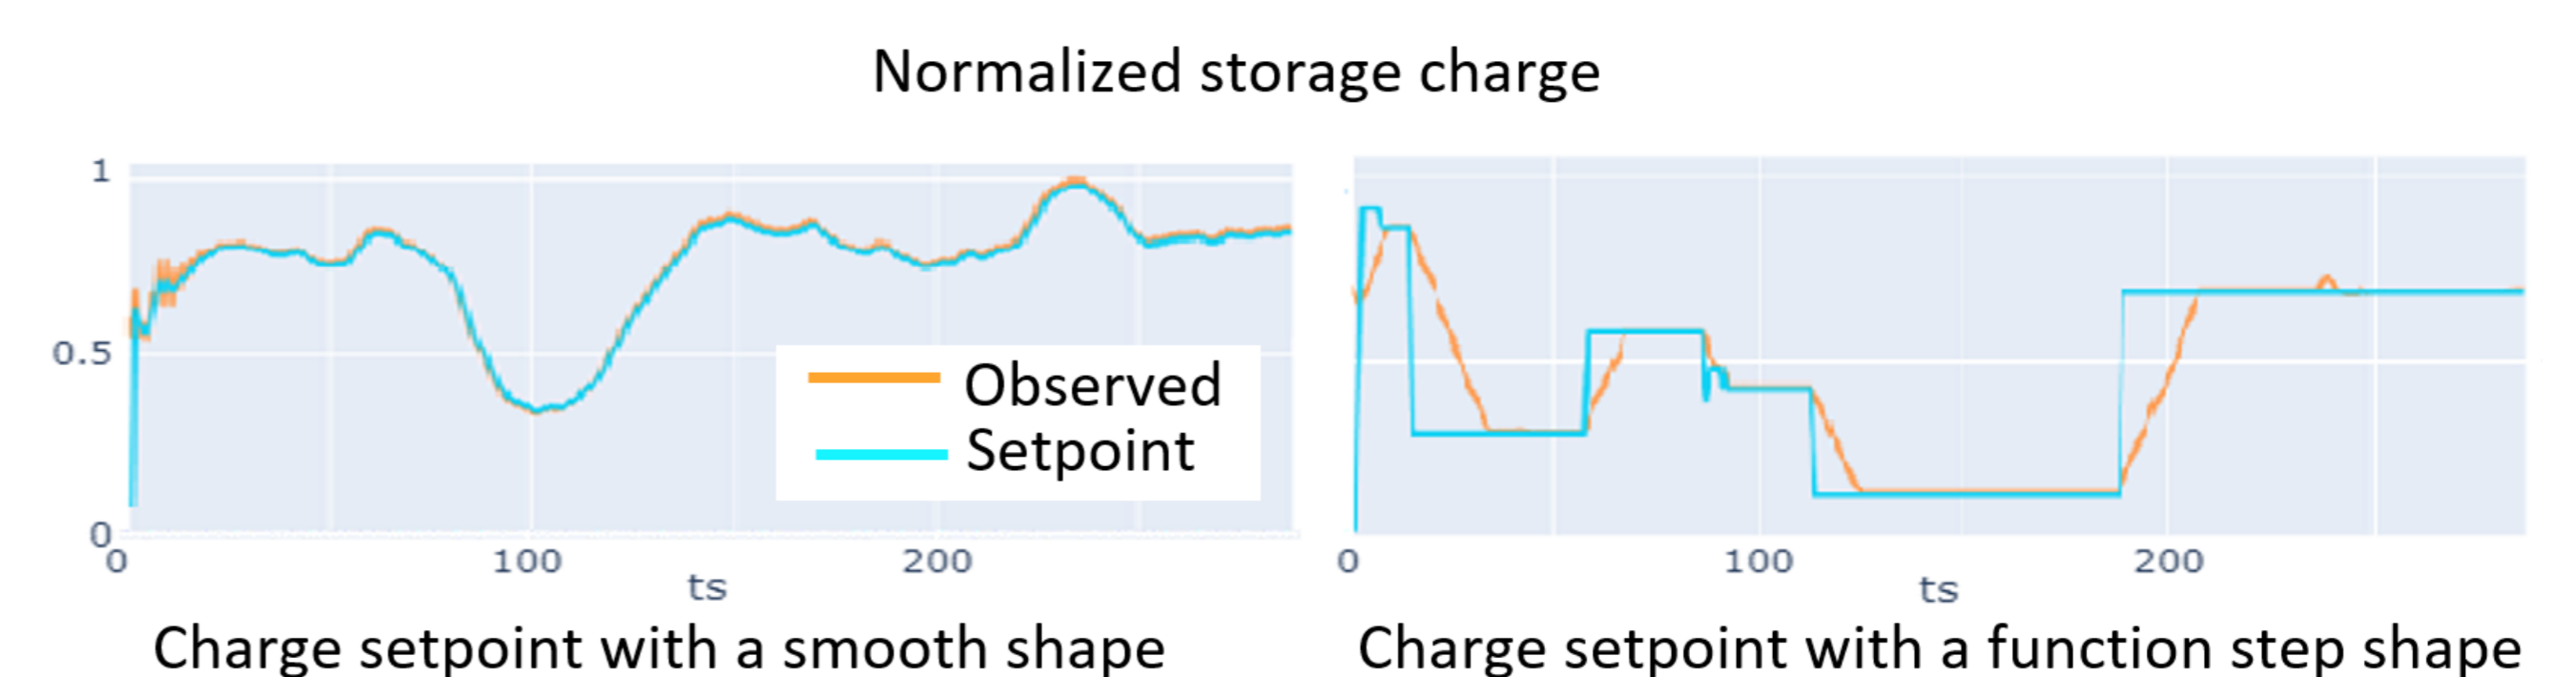 Normalized storage charge
1
0.5
0
Observed
Setpoint
0 100 200
0 100 200
ts
ts
Charge setpoint with a smooth shape
Charge setpoint with a function step shape